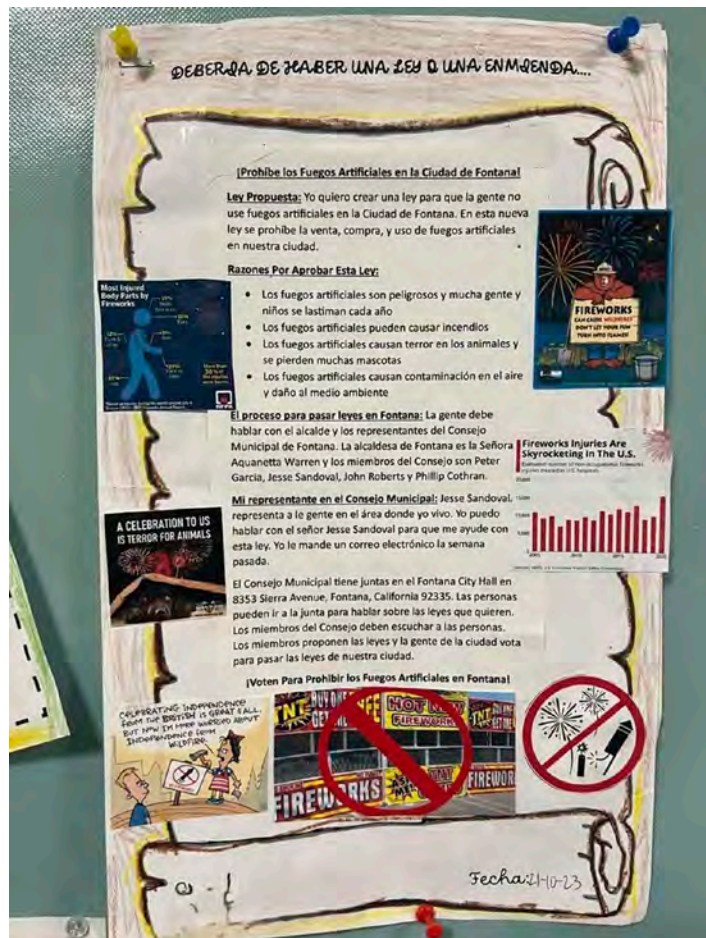 DEBERIA DE HABER UNA LEY O UNA ENMIENDA....
¡Prohíbe los Fuegos Artificiales en la Ciudad de Fontana!
Ley Propuesta: Yo quiero crear una ley para que la gente no
use fuegos artificiales en la Ciudad de Fontana. En esta nueva
ley se prohíbe la venta, compra, y uso de fuegos artificiales
en nuestra ciudad.
Razones Por Aprobar Esta Ley:
• Los fuegos artificiales son peligrosos y mucha gente y
niños se lastiman cada año
• Los fuegos artificiales pueden causar incendios
• Los fuegos artificiales causan terror en los animales y
se pierden muchas mascotas
• Los fuegos artificiales causan contaminación en el aire
y daño al medio ambiente
Most Injured
Body Parts by
Fireworks
FIREWORKS
CAN CAUSE WILDFIRES
DON'T LET YOUR FUN
TURN INTO FLAMES!
El proceso para pasar leyes en Fontana: La gente debe
hablar con el alcalde y los representantes del Consejo
Municipal de Fontana. La alcaldesa de Fontana es la Señora
Aquanetta Warren y los miembros del Consejo son Peter
Garcia, Jesse Sandoval, John Roberts y Phillip Cothran.
Fireworks Injuries Are
Skyrocketing In The U.S.
Mi representante en el Consejo Municipal: Jesse Sandoval,
representa a le gente en el área donde yo vivo. Yo puedo
hablar con el señor Jesse Sandoval para que me ayude con
esta ley. Yo le mande un correo electrónico la semana
pasada.
A CELEBRATION TO US
IS TERROR FOR ANIMALS
El Consejo Municipal tiene juntas en el Fontana City Hall en
8353 Sierra Avenue, Fontana, California 92335. Las personas
pueden ir a la junta para hablar sobre las leyes que quieren.
Los miembros del Consejo deben escuchar a las personas.
Los miembros proponen las leyes y la gente de la ciudad vota
para pasar las leyes de nuestra ciudad.
¡Voten Para Prohibir los Fuegos Artificiales en Fontana!
CELEBRATING INDEPENDENCE
FROM THE BRITISH IS GREAT & ALL,
BUT NOW I'M MORE WORRIED ABOUT
INDEPENDENCE FROM
WILDFIRE.
TNT BUY ONE FREE
HOT NEW
FIREWORKS
TNT
FIREWORKS
TNT
FIREWOR
Fecha: 21-10-23